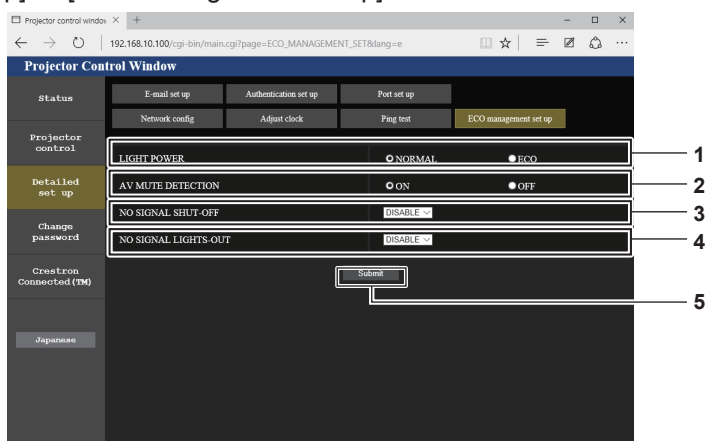 Projector control window
192.168.10.100/cgi-bin/main.cgi?page=ECO_MANAGEMENT_SET&lang=e
Projector Control Window
Status
E-mail set up
Authentication set up
Port set up
Network config
Adjust clock
Ping test
ECO management set up
Projector
control
LIGHT POWER
NORMAL
ECO
1
Detailed
set up
AV MUTE DETECTION
ON
OFF
2
NO SIGNAL SHUT-OFF
DISABLE
3
Change
password
NO SIGNAL LIGHTS-OUT
DISABLE
4
Crestron
Connected(TM)
Submit
5
Japanese